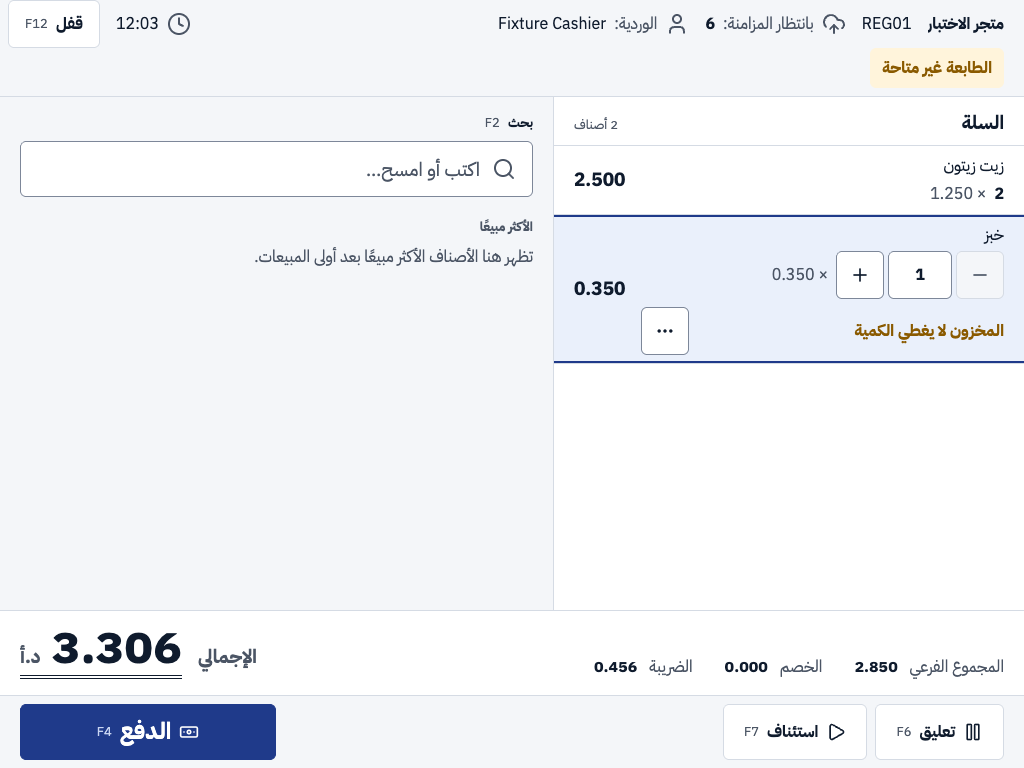 متجر الاختبار REG01 بانتظار المزامنة: 6 الوردية: Fixture Cashier 12:03 قفل F12
الطابعة غير متاحة
السلة 2 أصناف
زيت زيتون
2 × 1.250 2.500
خبز
− 1 + × 0.350 0.350
المخزون لا يغطي الكمية ...
بحث F2
اكتب أو امسح...
الأكثر مبيعًا
تظهر هنا الأصناف الأكثر مبيعًا بعد أولى المبيعات.
المجموع الفرعي 2.850 الخصم 0.000 الضريبة 0.456 الإجمالي 3.306 د.أ
تعليق F6 استئناف F7 الدفع F4